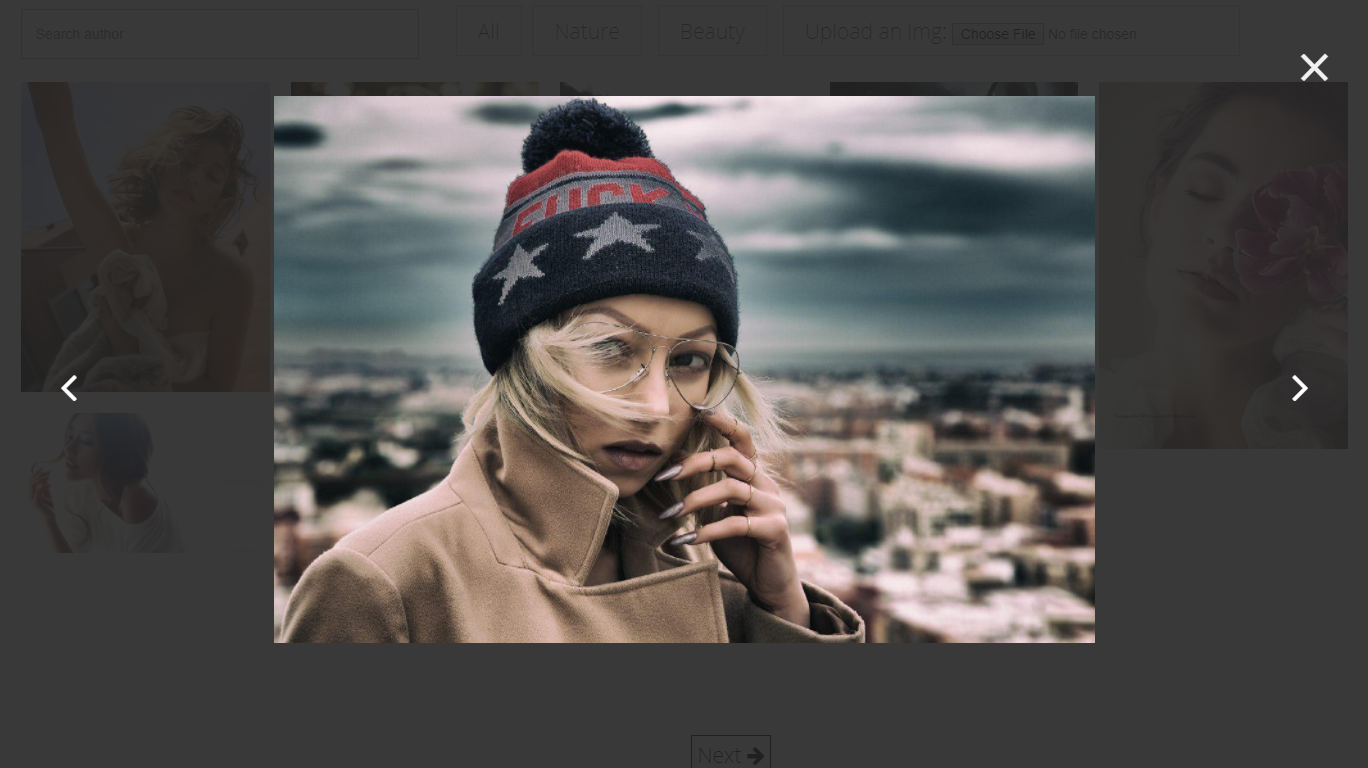 Search author
All
Nature
Beauty
Upload an img: Choose File No file chosen
FUCK
Next